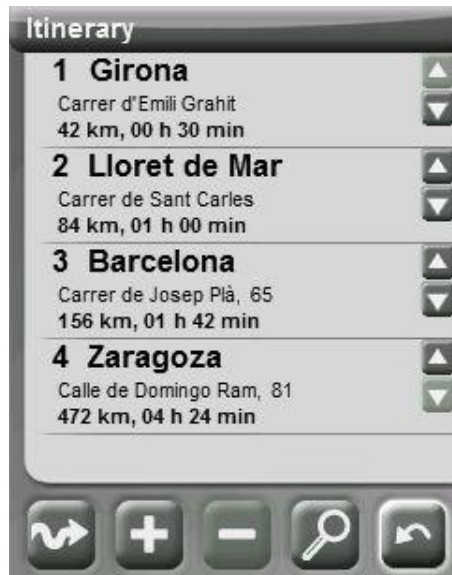 Itinerary
1 Girona
Carrer d'Emili Grahit
42 km, 00 h 30 min
2 Lloret de Mar
Carrer de Sant Carles
84 km, 01 h 00 min
3 Barcelona
Carrer de Josep Plà, 65
156 km, 01 h 42 min
4 Zaragoza
Calle de Domingo Ram, 81
472 km, 04 h 24 min